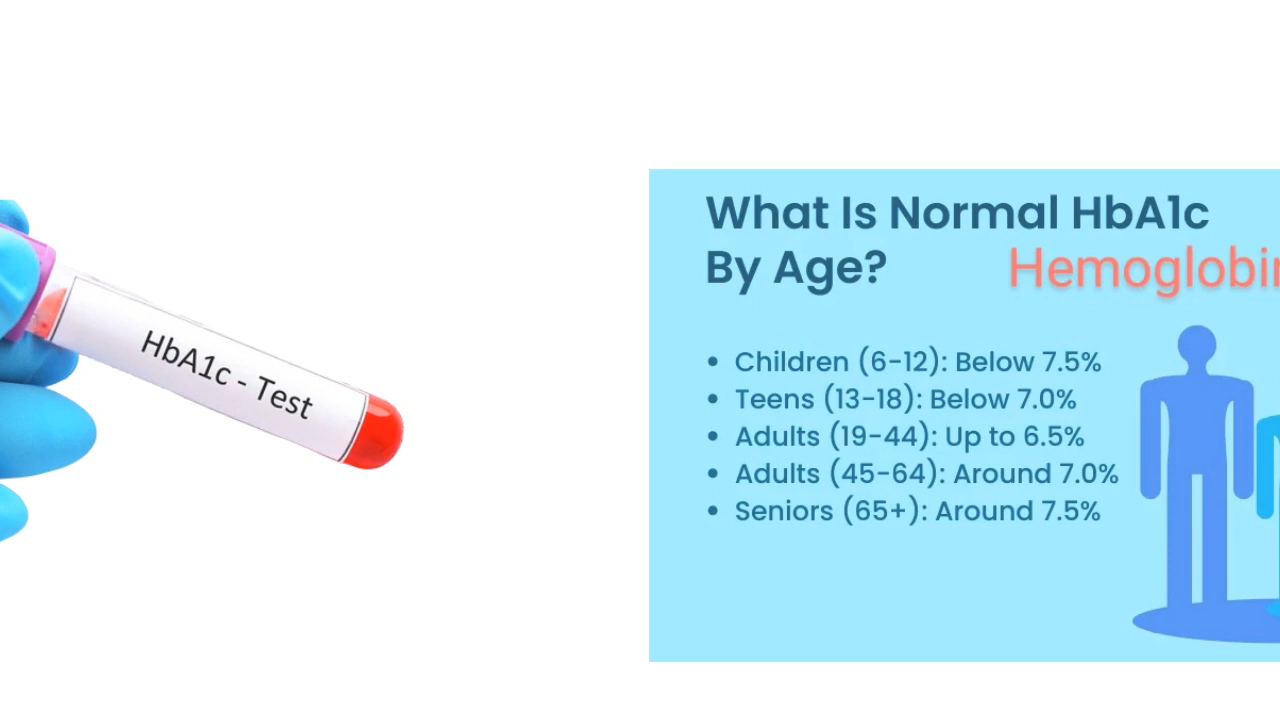 HbA1c - Test
What Is Normal HbA1c
By Age?
Hemoglobin
• Children (6-12): Below 7.5%
• Teens (13-18): Below 7.0%
• Adults (19-44): Up to 6.5%
• Adults (45-64): Around 7.0%
• Seniors (65+): Around 7.5%